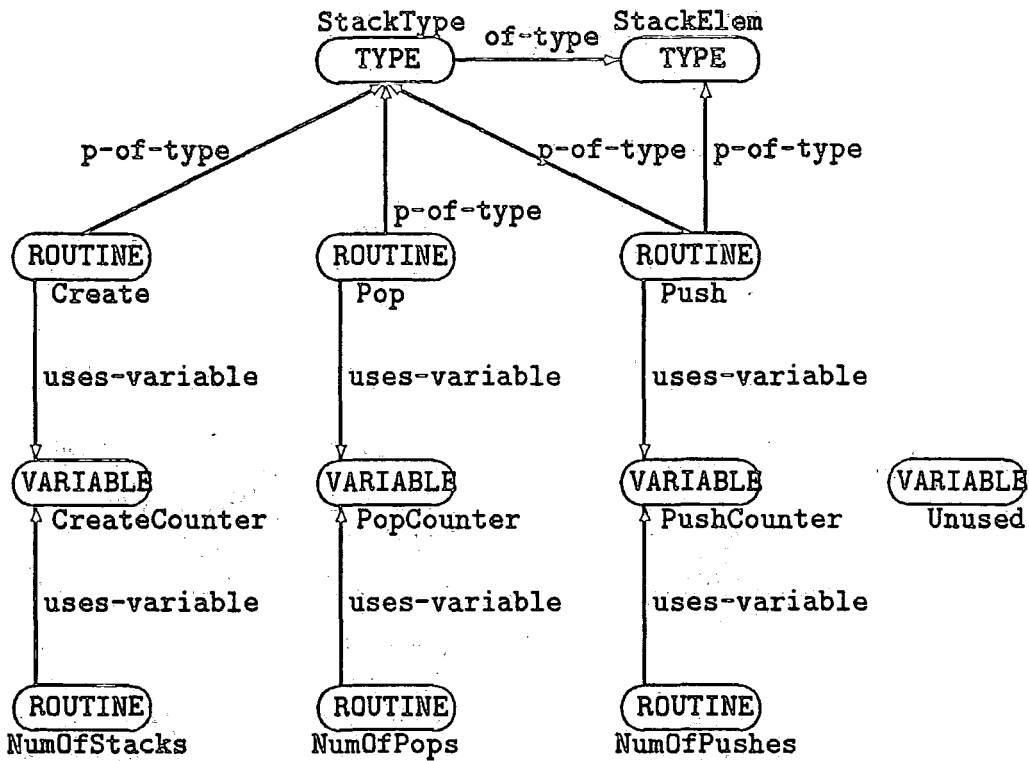 StackType StackElem
TYPE of-type TYPE
p-of-type p-of-type p-of-type
p-of-type
ROUTINE ROUTINE ROUTINE
Create Pop Push
uses-variable uses-variable uses-variable
VARIABLE VARIABLE VARIABLE VARIABLE
CreateCounter PopCounter PushCounter Unused
uses-variable uses-variable uses-variable
ROUTINE ROUTINE ROUTINE
NumOfStacks NumOfPops NumOfPushes